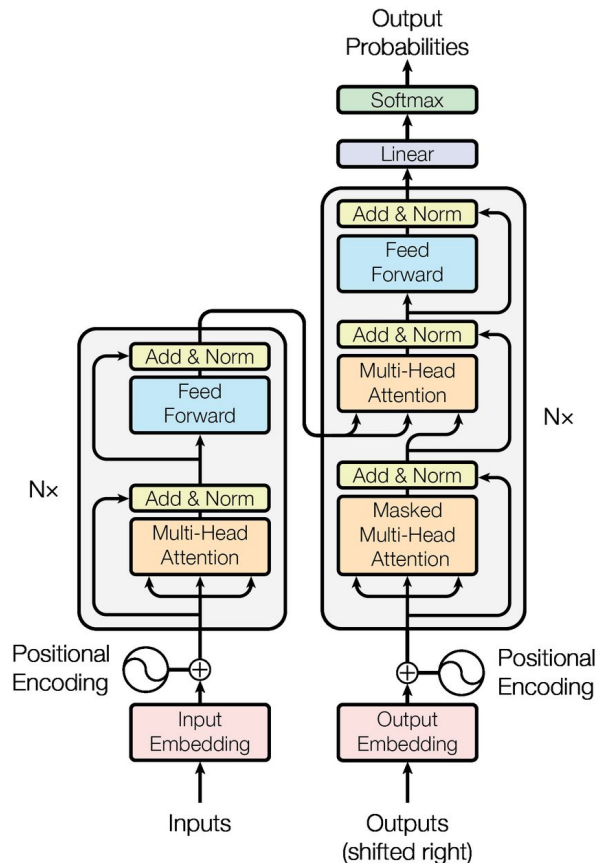 Output
Probabilities
Softmax
Linear
Add & Norm
Feed
Forward
Add & Norm
Multi-Head
Attention
Add & Norm
Masked
Multi-Head
Attention
N×
Add & Norm
Feed
Forward
Add & Norm
Multi-Head
Attention
N×
Positional
Encoding
Positional
Encoding
Input
Embedding
Output
Embedding
Inputs
Outputs
(shifted right)